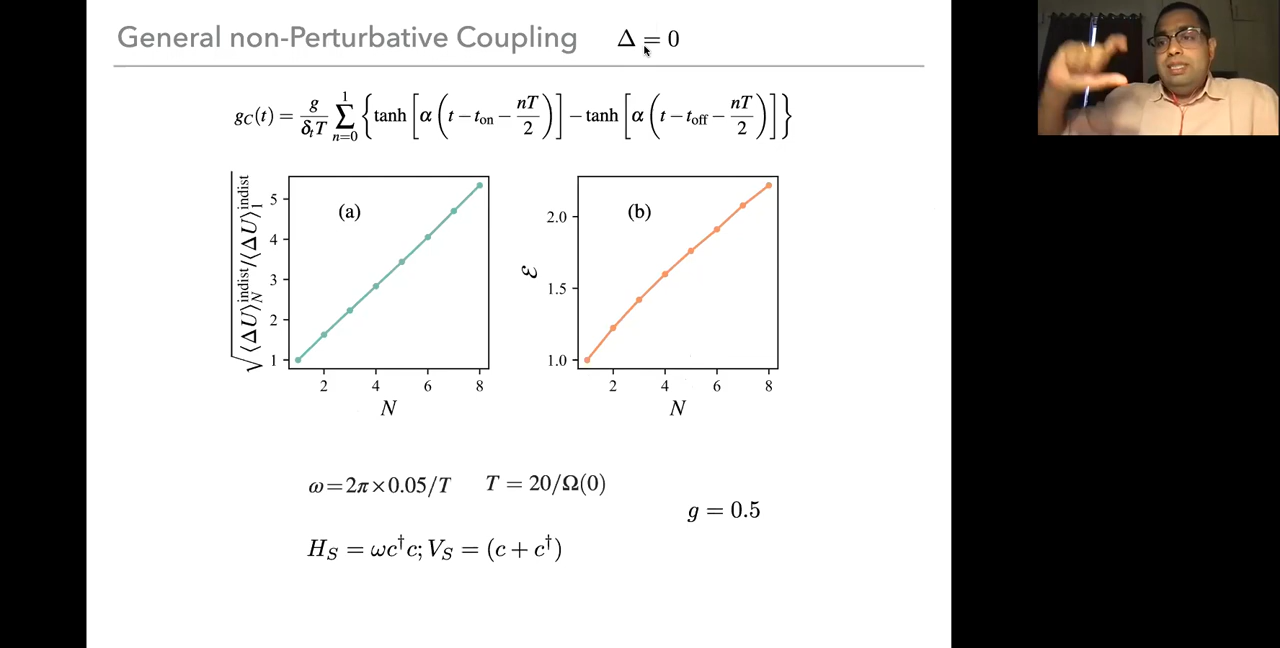 General non-Perturbative Coupling Δ = 0
g_C(t) = g/(δ_t T) ∑_{n=0}^{1} { tanh [ α ( t − t_on − nT/2 ) ] − tanh [ α ( t − t_off − nT/2 ) ] }
√⟨ΔU⟩_N^indist/⟨ΔU⟩_1^indist
5
4
3
2
1
(a)
2 4 6 8
N
ℰ
2.0
1.5
1.0
(b)
2 4 6 8
N
ω=2π×0.05/T T = 20/Ω(0)
g = 0.5
H_S = ωc†c; V_S = (c + c†)